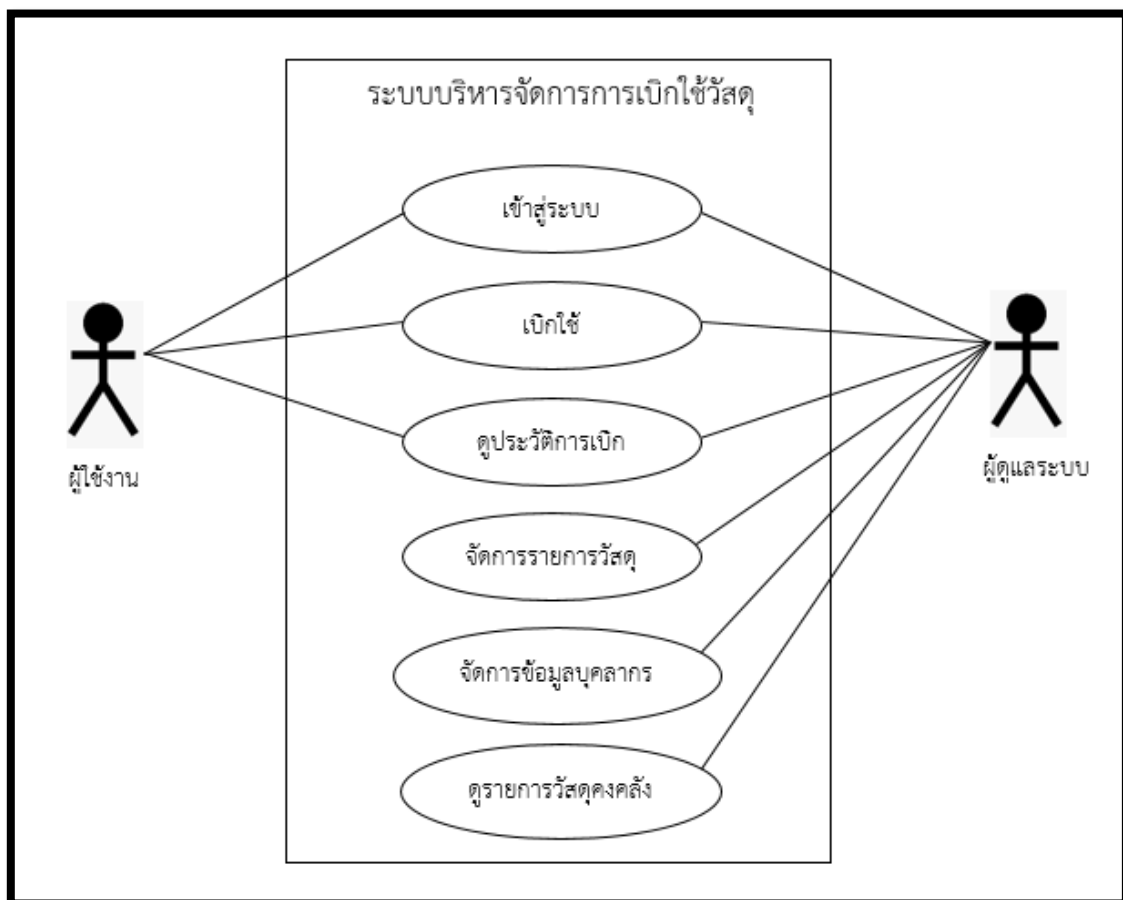 ระบบบริหารจัดการการเบิกใช้วัสดุ
เข้าสู่ระบบ
เบิกใช้
ดูประวัติการเบิก
ผู้ใช้งาน
ผู้ดูแลระบบ
จัดการรายการวัสดุ
จัดการข้อมูลบุคลากร
ดูรายการวัสดุคงคลัง